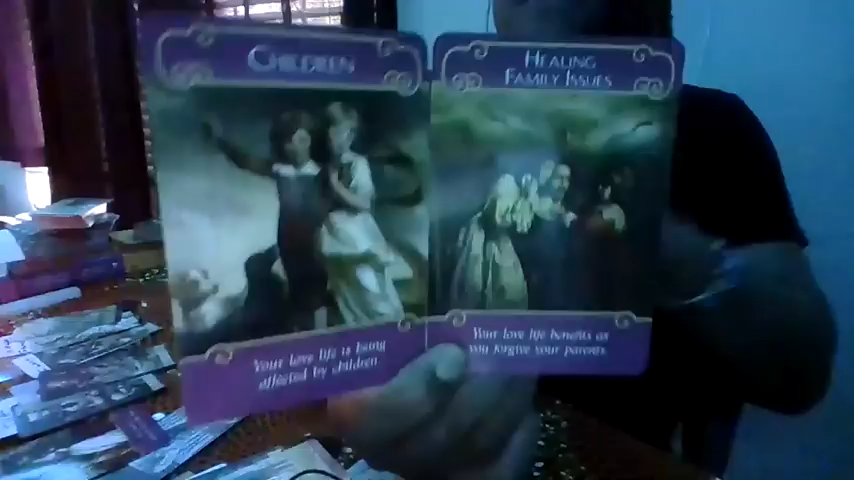 CHILDREN
Your love life is being
affected by children
HEALING
FAMILY ISSUES
Your love life benefits as
you forgive your parents.